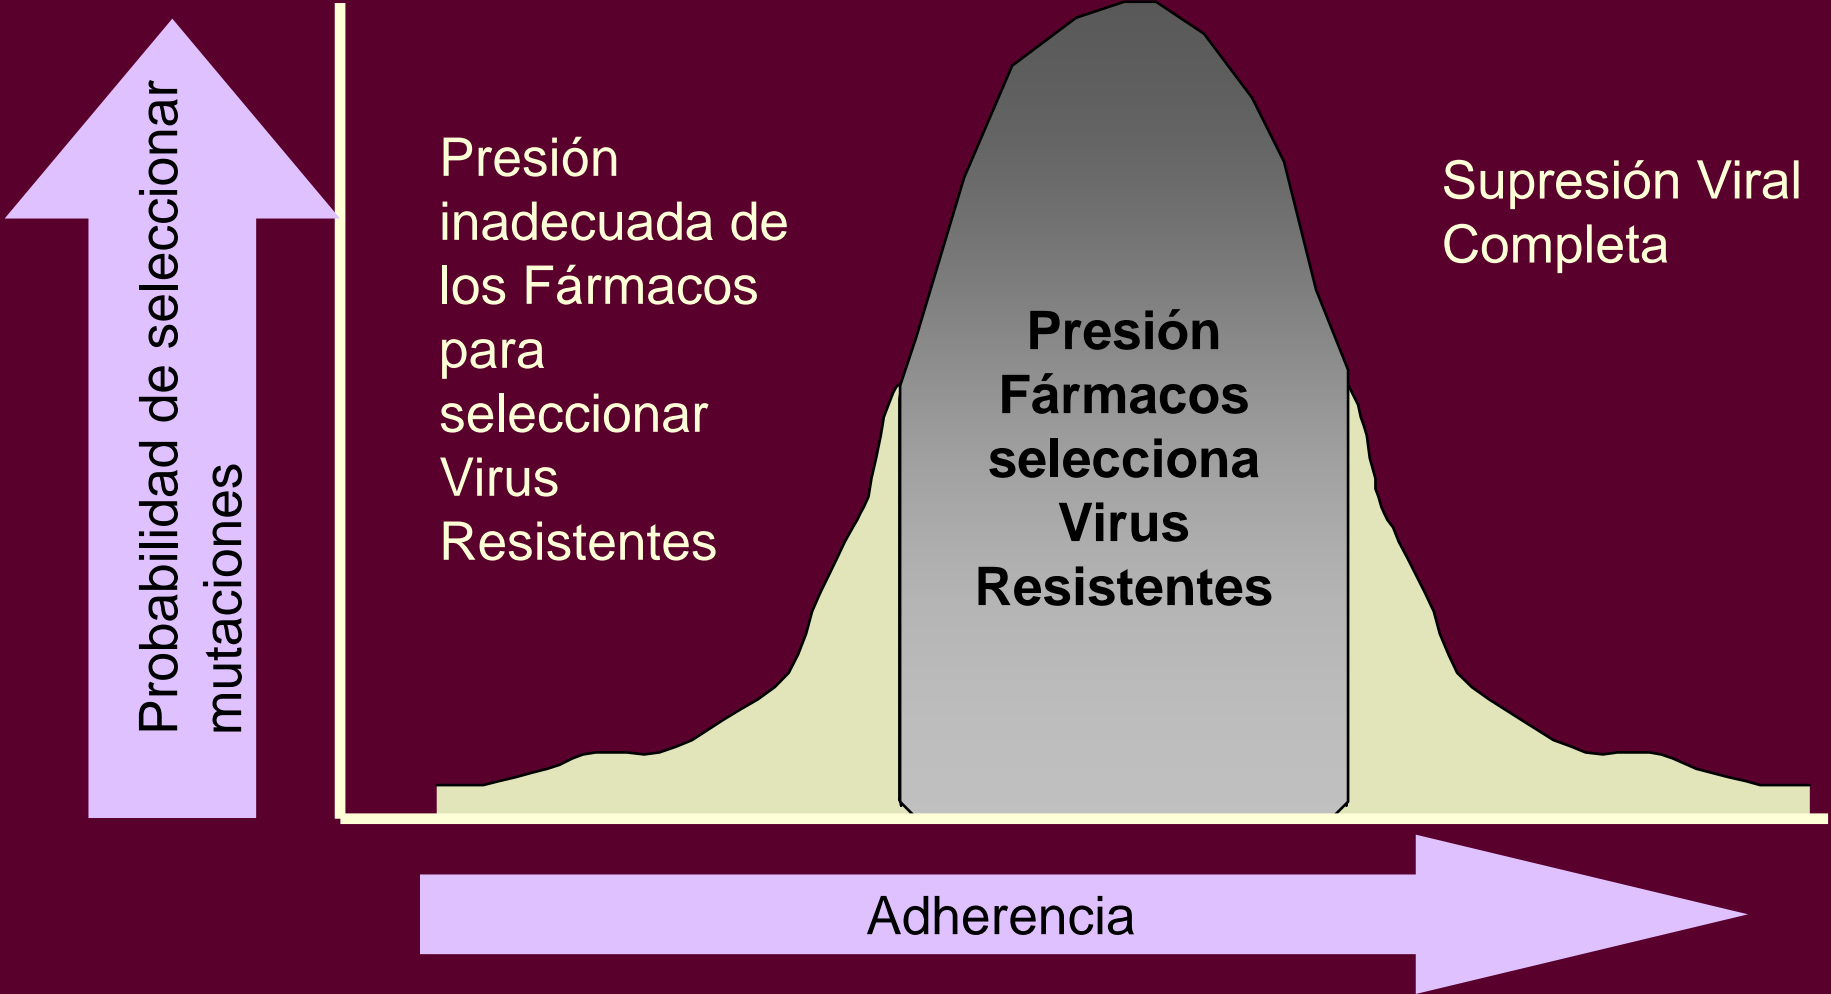 Probabilidad de seleccionar
mutaciones
Presión
inadecuada de
los Fármacos
para
seleccionar
Virus
Resistentes
Presión
Fármacos
selecciona
Virus
Resistentes
Supresión Viral
Completa
Adherencia